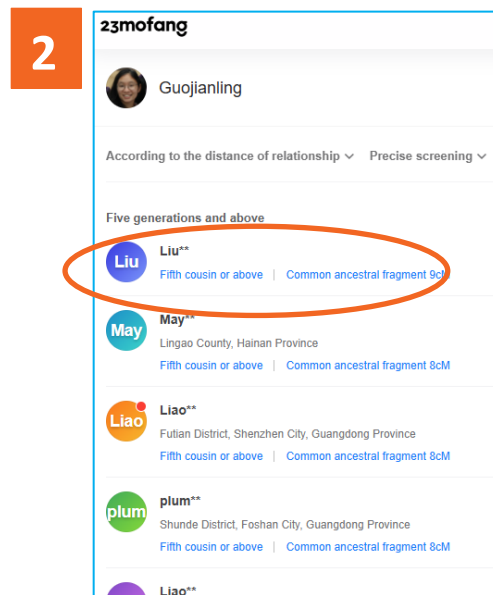 2
23mofang
Guojianling
According to the distance of relationship Precise screening
Five generations and above
Liu
Liu**
Fifth cousin or above | Common ancestral fragment 9cM
May
May**
Lingao County, Hainan Province
Fifth cousin or above | Common ancestral fragment 8cM
Liao
Liao**
Futian District, Shenzhen City, Guangdong Province
Fifth cousin or above | Common ancestral fragment 8cM
plum
plum**
Shunde District, Foshan City, Guangdong Province
Fifth cousin or above | Common ancestral fragment 8cM
Liao**